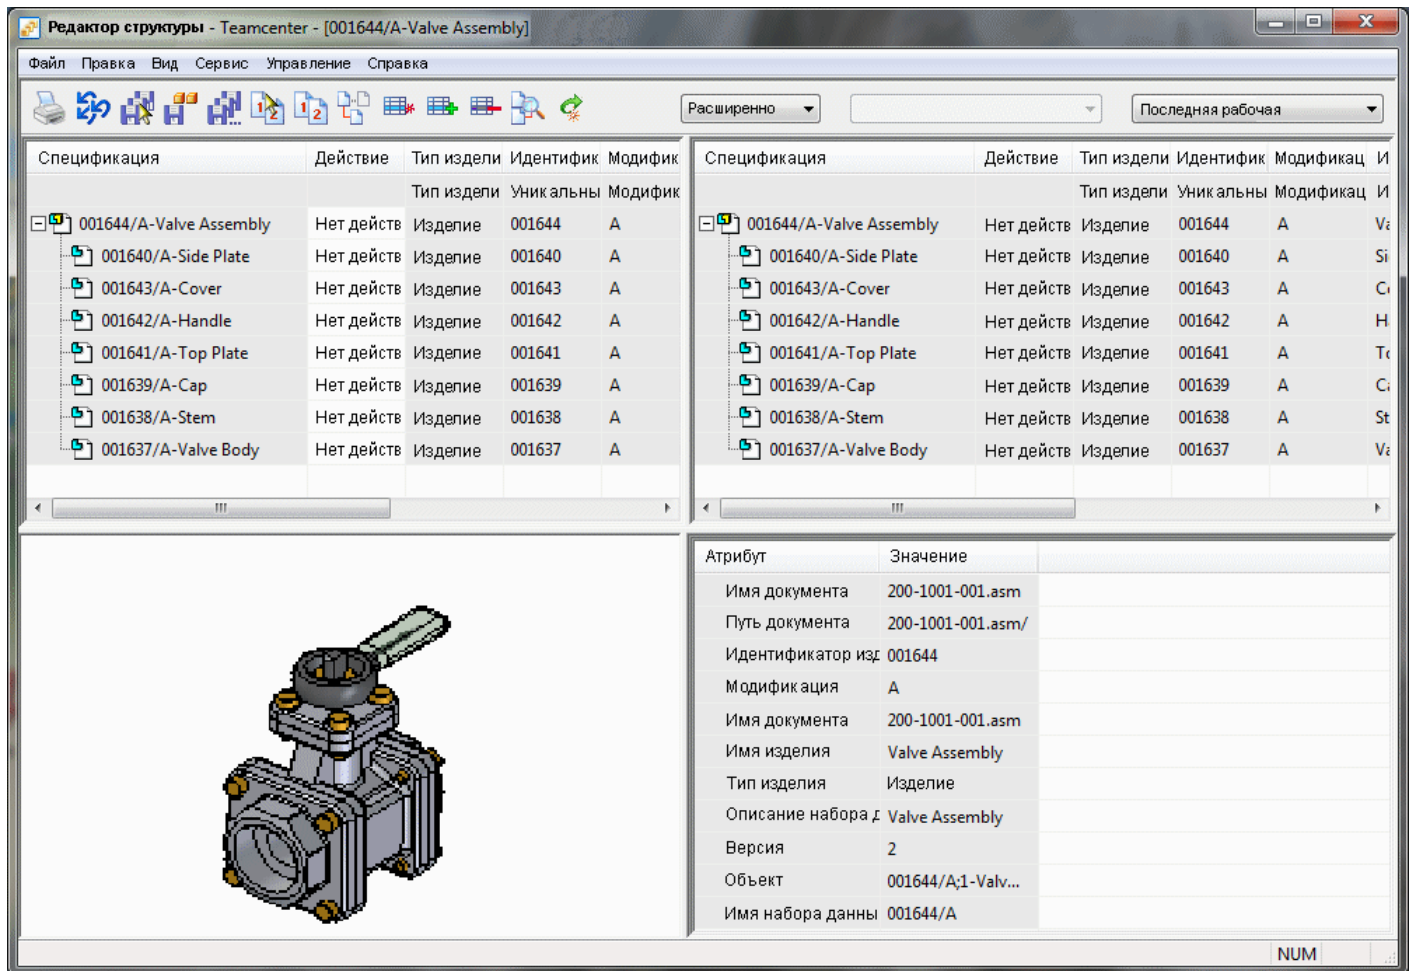 Редактор структуры - Teamcenter - [001644/A-Valve Assembly]
Файл Правка Вид Сервис Управление Справка
Расширенно Последняя рабочая
Спецификация Действие Тип издели Идентифик Модифик
Тип издели Уникальны Модифик
001644/A-Valve Assembly Нет действ Изделие 001644 A
001640/A-Side Plate Нет действ Изделие 001640 A
001643/A-Cover Нет действ Изделие 001643 A
001642/A-Handle Нет действ Изделие 001642 A
001641/A-Top Plate Нет действ Изделие 001641 A
001639/A-Cap Нет действ Изделие 001639 A
001638/A-Stem Нет действ Изделие 001638 A
001637/A-Valve Body Нет действ Изделие 001637 A
Спецификация Действие Тип издели Идентифик Модификац И
Тип издели Уникальны Модификац И
001644/A-Valve Assembly Нет действ Изделие 001644 A Va
001640/A-Side Plate Нет действ Изделие 001640 A Si
001643/A-Cover Нет действ Изделие 001643 A Co
001642/A-Handle Нет действ Изделие 001642 A H
001641/A-Top Plate Нет действ Изделие 001641 A To
001639/A-Cap Нет действ Изделие 001639 A Ca
001638/A-Stem Нет действ Изделие 001638 A St
001637/A-Valve Body Нет действ Изделие 001637 A Va
Атрибут Значение
Имя документа 200-1001-001.asm
Путь документа 200-1001-001.asm/
Идентификатор изд 001644
Модификация A
Имя документа 200-1001-001.asm
Имя изделия Valve Assembly
Тип изделия Изделие
Описание набора д Valve Assembly
Версия 2
Объект 001644/A;1-Valv...
Имя набора данны 001644/A
NUM